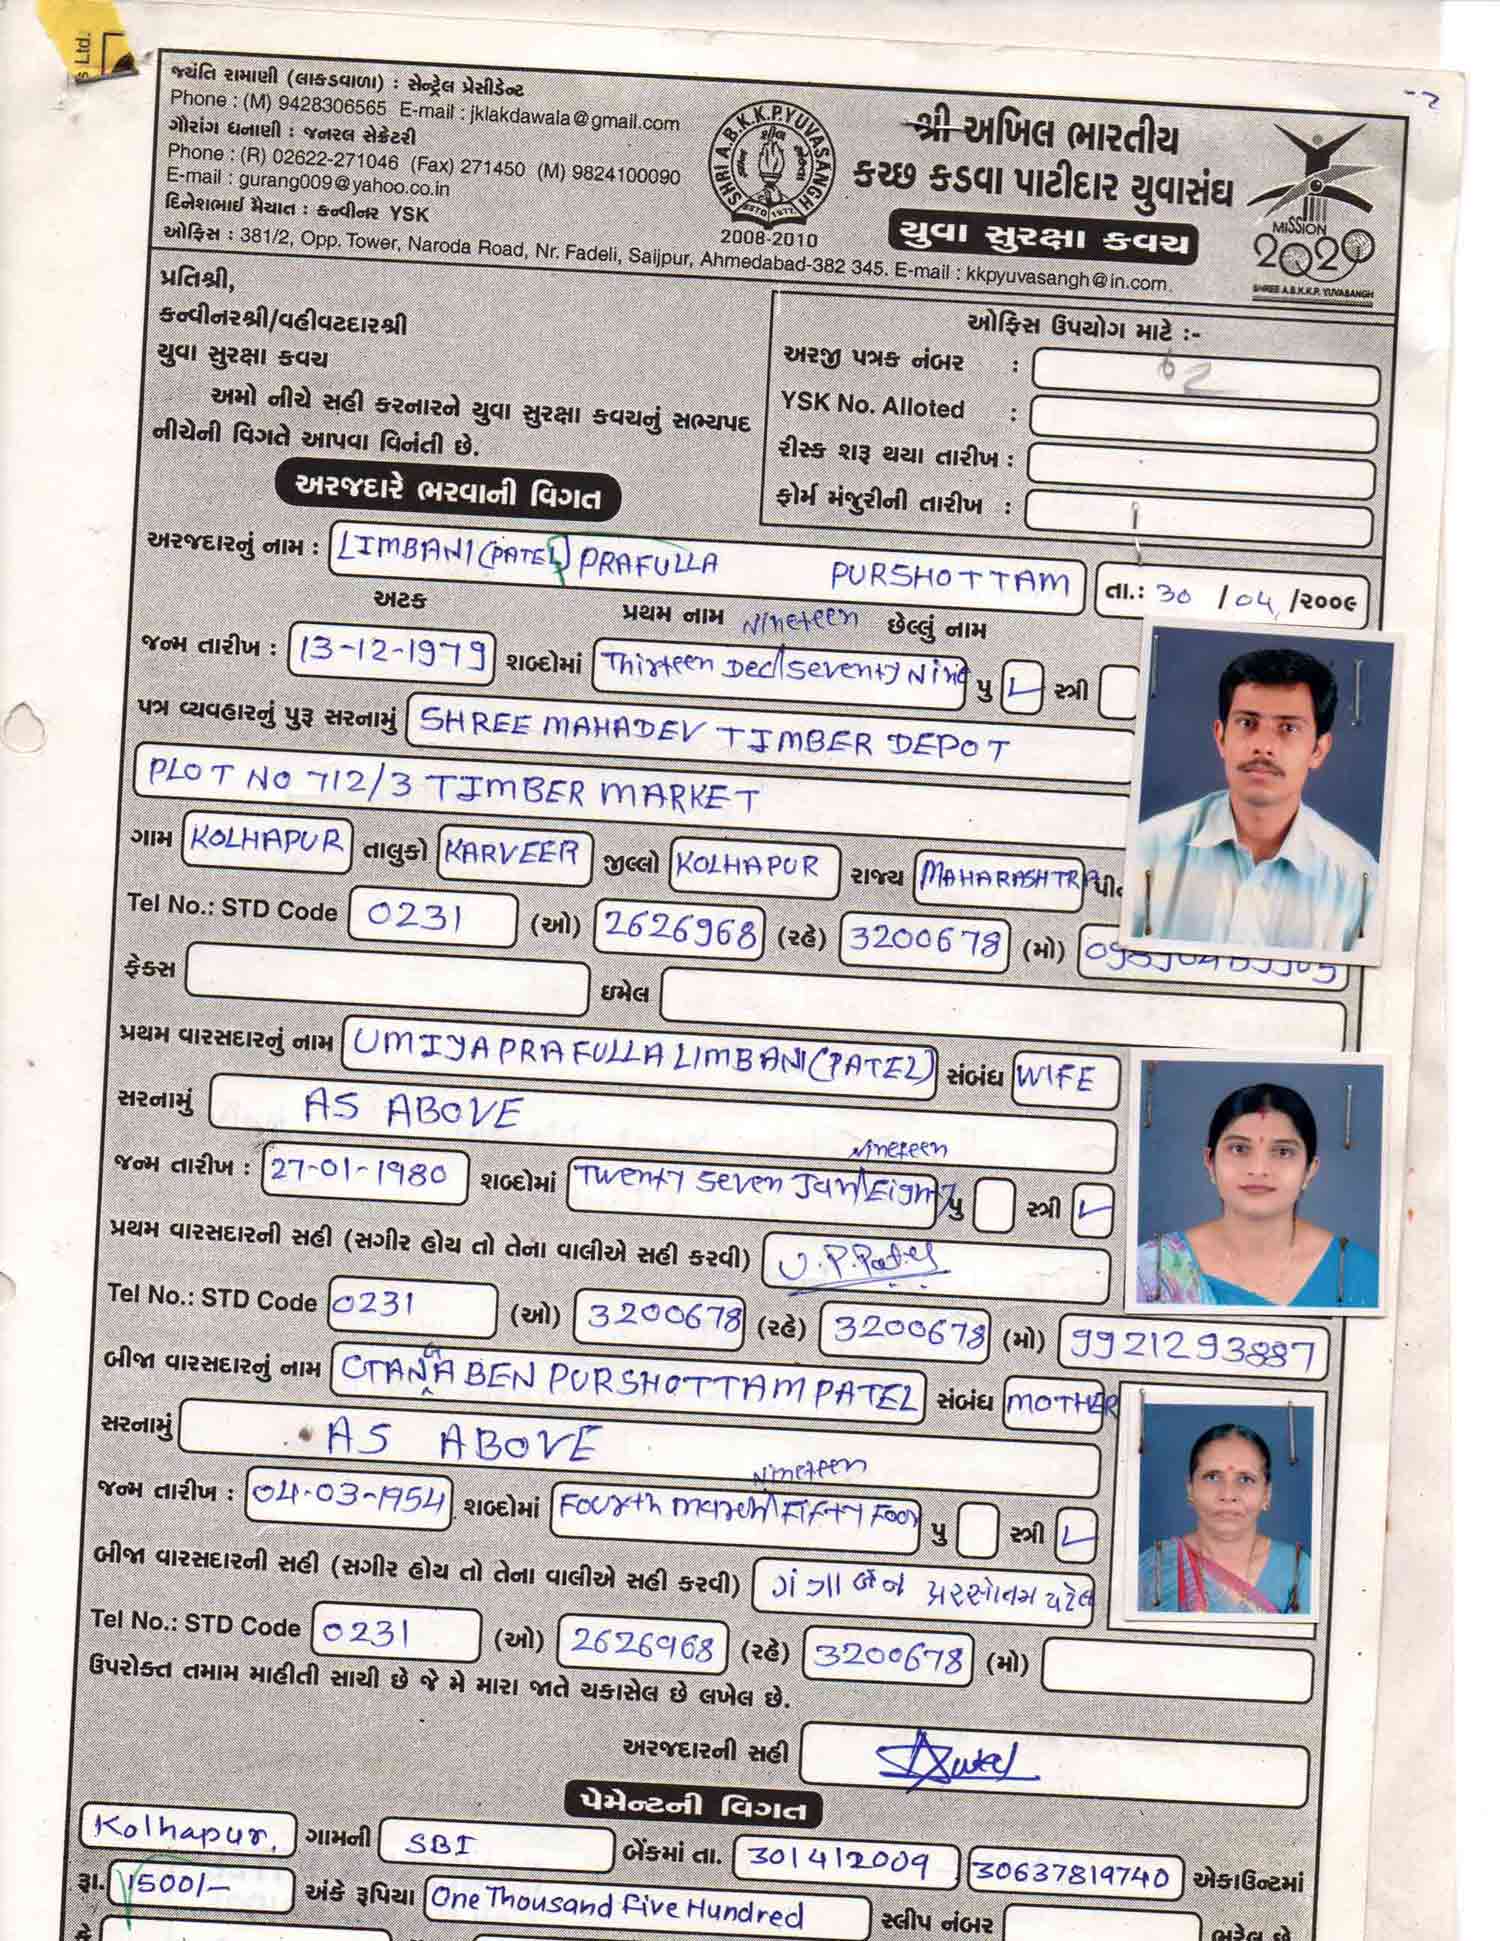 s Ltd.
જયંતિ રામાણી (લાકડાવાળા) : સેન્ટ્રલ પ્રેસીડેન્ટ
Phone : (M) 9428306565 E-mail : jklakdawala@gmail.com
ગૌરાંગ ધનાણી : જનરલ સેક્રેટરી
Phone : (R) 02622-271046 (Fax) 271450 (M) 9824100090
E-mail : gurang009@yahoo.co.in
દિનેશભાઈ મૈયાત : કન્વીનર YSK
ઓફિસ : 381/2, Opp. Tower, Naroda Road, Nr. Fadeli, Saijpur, Ahmedabad-382 345. E-mail : kkpyuvasangh@in.com.
SHRI A.B.K.K.P.YUVASANGH
ESTD 1977
2008-2010
શ્રી અખિલ ભારતીય
કચ્છ કડવા પાટીદાર યુવાસંઘ
યુવા સુરક્ષા કવચ
MISSION
2020
SHREE A.B.K.K.P. YUVASANGH
પ્રતિશ્રી,
કન્વીનરશ્રી/વહીવટદારશ્રી
યુવા સુરક્ષા કવચ
અમો નીચે સહી કરનારને યુવા સુરક્ષા કવચનું સભ્યપદ
નીચેની વિગતે આપવા વિનંતી છે.
ઓફિસ ઉપયોગ માટે :-
અરજી પત્રક નંબર : 62
YSK No. Alloted :
રીસ્ક શરૂ થયા તારીખ :
ફોર્મ મંજુરીની તારીખ :
અરજદારે ભરવાની વિગત
અરજદારનું નામ : LIMBANI(PATEL) PRAFULLA PURSHOTTAM તા.: 30 / 04 /૨૦૦૯
અટક પ્રથમ નામ છેલ્લું નામ
Nineteen
જન્મ તારીખ : 13-12-1979 શબ્દોમાં Thirteen Dec/Seventy Nine પુ સ્ત્રી
પત્ર વ્યવહારનું પુરૂ સરનામું SHREE MAHADEV TIMBER DEPOT
PLOT NO 712/3 TIMBER MARKET
ગામ KOLHAPUR તાલુકો KARVEER જીલ્લો KOLHAPUR રાજ્ય MAHARASHTRA
Tel No.: STD Code 0231 (ઓ) 2626968 (રહે) 3200678 (મો)
ફેક્સ ઇમેલ
પ્રથમ વારસદારનું નામ UMIYA PRAFULLA LIMBANI(PATEL) સંબંધ WIFE
સરનામું AS ABOVE
Nineteen
જન્મ તારીખ : 27-01-1980 શબ્દોમાં Twenty Seven Jan/Eighty પુ સ્ત્રી
પ્રથમ વારસદારની સહી (સગીર હોય તો તેના વાલીએ સહી કરવી) U.P.Patel
Tel No.: STD Code 0231 (ઓ) 3200678 (રહે) 3200678 (મો) 9921293887
બીજા વારસદારનું નામ GANGABEN PURSHOTTAM PATEL સંબંધ MOTHER
સરનામું AS ABOVE
Nineteen
જન્મ તારીખ : 04-03-1954 શબ્દોમાં Fourth March/Fifty Four પુ સ્ત્રી
બીજા વારસદારની સહી (સગીર હોય તો તેના વાલીએ સહી કરવી) ગંગાબેન પરસોતમ પટેલ
Tel No.: STD Code 0231 (ઓ) 2626968 (રહે) 3200678 (મો)
ઉપરોક્ત તમામ માહીતી સાચી છે જે મે મારા જાતે ચકાસેલ છે લખેલ છે.
અરજદારની સહી
પેમેન્ટની વિગત
Kolhapur. ગામની SBI બેંકમાં તા. 30/4/2009 30637819740 એકાઉન્ટમાં
રૂા. 1500/- અંકે રૂપિયા One Thousand Five Hundred સ્લીપ નંબર ભરેલ છે